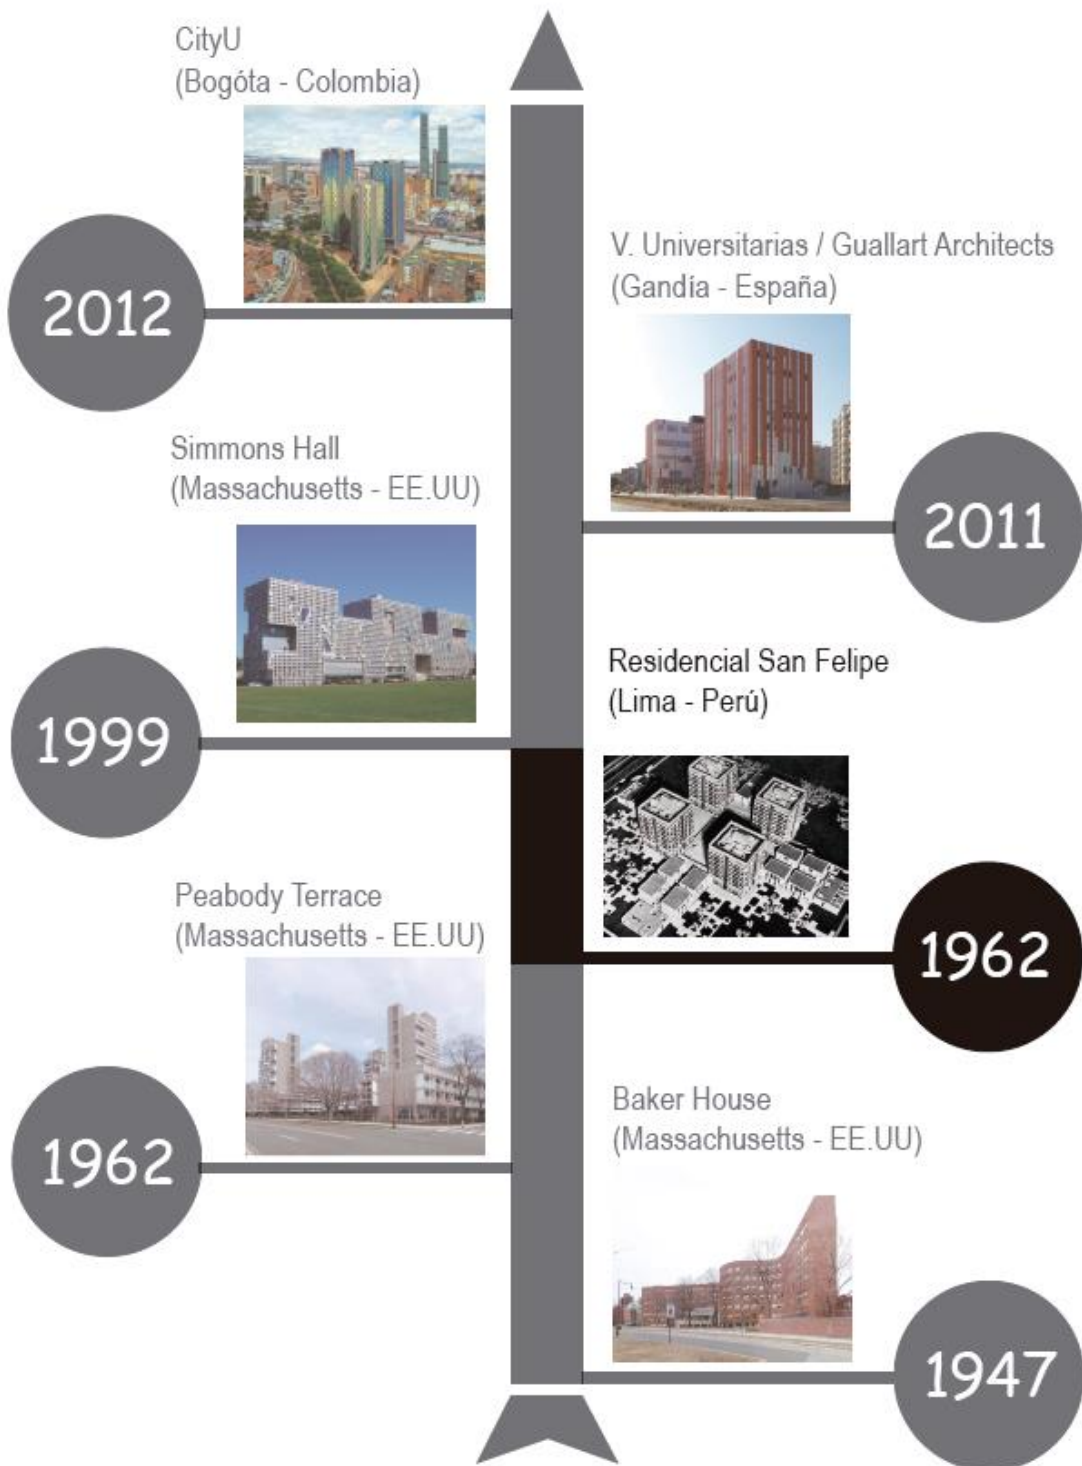 CityU
(Bogóta - Colombia)
2012
V. Universitarias / Guallart Architects
(Gandía - España)
2011
Simmons Hall
(Massachusetts - EE.UU)
1999
Residencial San Felipe
(Lima - Perú)
1962
Peabody Terrace
(Massachusetts - EE.UU)
1962
Baker House
(Massachusetts - EE.UU)
1947